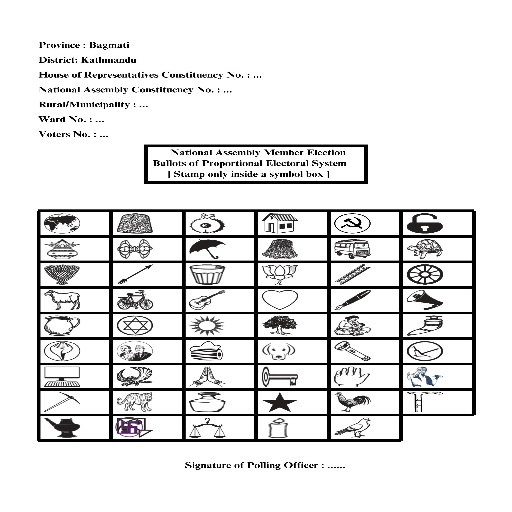 Province : Bagmati
District: Kathmandu
House of Representatives Constituency No. : ...
National Assembly Constituency No. : ...
Rural/Municipality : ...
Ward No. : ...
Voters No. : ...
National Assembly Member Election
Ballots of Proportional Electoral System
[ Stamp only inside a symbol box ]
Signature of Polling Officer : ......